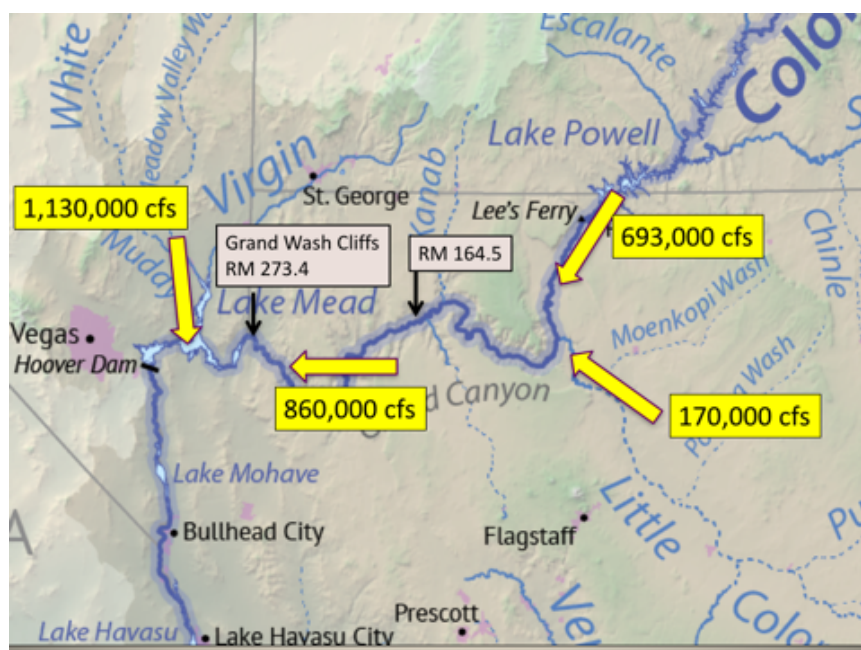 White
Meadow Valley Wash
Muddy
Virgin
Escalante
Lake Powell
Kanab
St. George
Lee's Ferry
1,130,000 cfs
Grand Wash Cliffs
RM 273.4
RM 164.5
693,000 cfs
Chinle
Lake Mead
Moenkopi Wash
Vegas
Hoover Dam
860,000 cfs
Canyon
170,000 cfs
Wash
Lake Mohave
Little
Bullhead City
Flagstaff
Prescott
Lake Havasu
Lake Havasu City